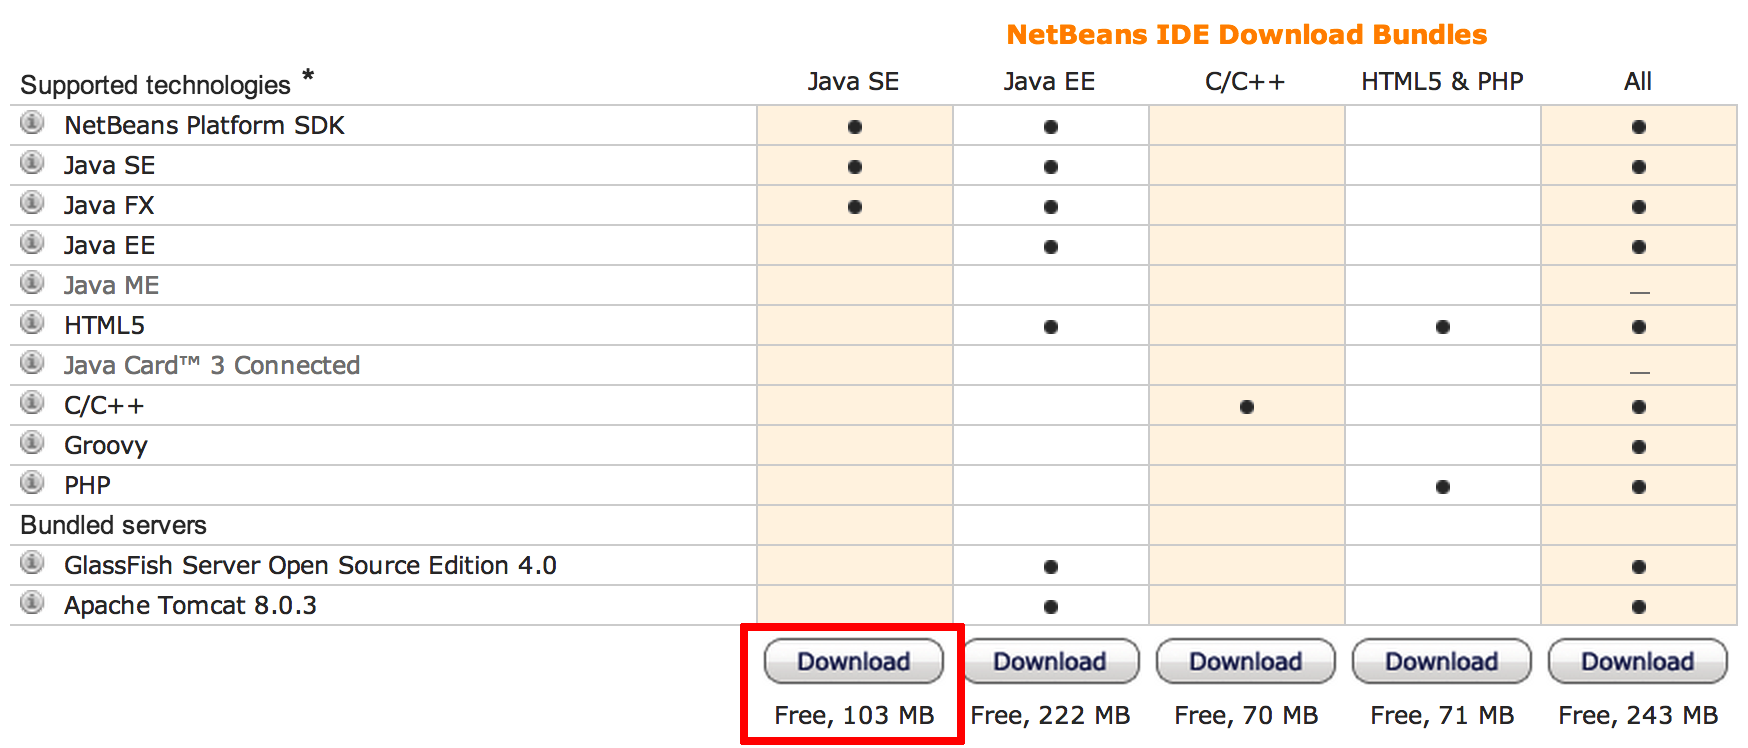 NetBeans IDE Download Bundles
Supported technologies * Java SE Java EE C/C++ HTML5 & PHP All
NetBeans Platform SDK ● ● ●
Java SE ● ● ●
Java FX ● ● ●
Java EE ● ●
Java ME —
HTML5 ● ● ●
Java Card™ 3 Connected —
C/C++ ● ●
Groovy ●
PHP ● ●
Bundled servers
GlassFish Server Open Source Edition 4.0 ● ●
Apache Tomcat 8.0.3 ● ●
Download Download Download Download Download
Free, 103 MB Free, 222 MB Free, 70 MB Free, 71 MB Free, 243 MB